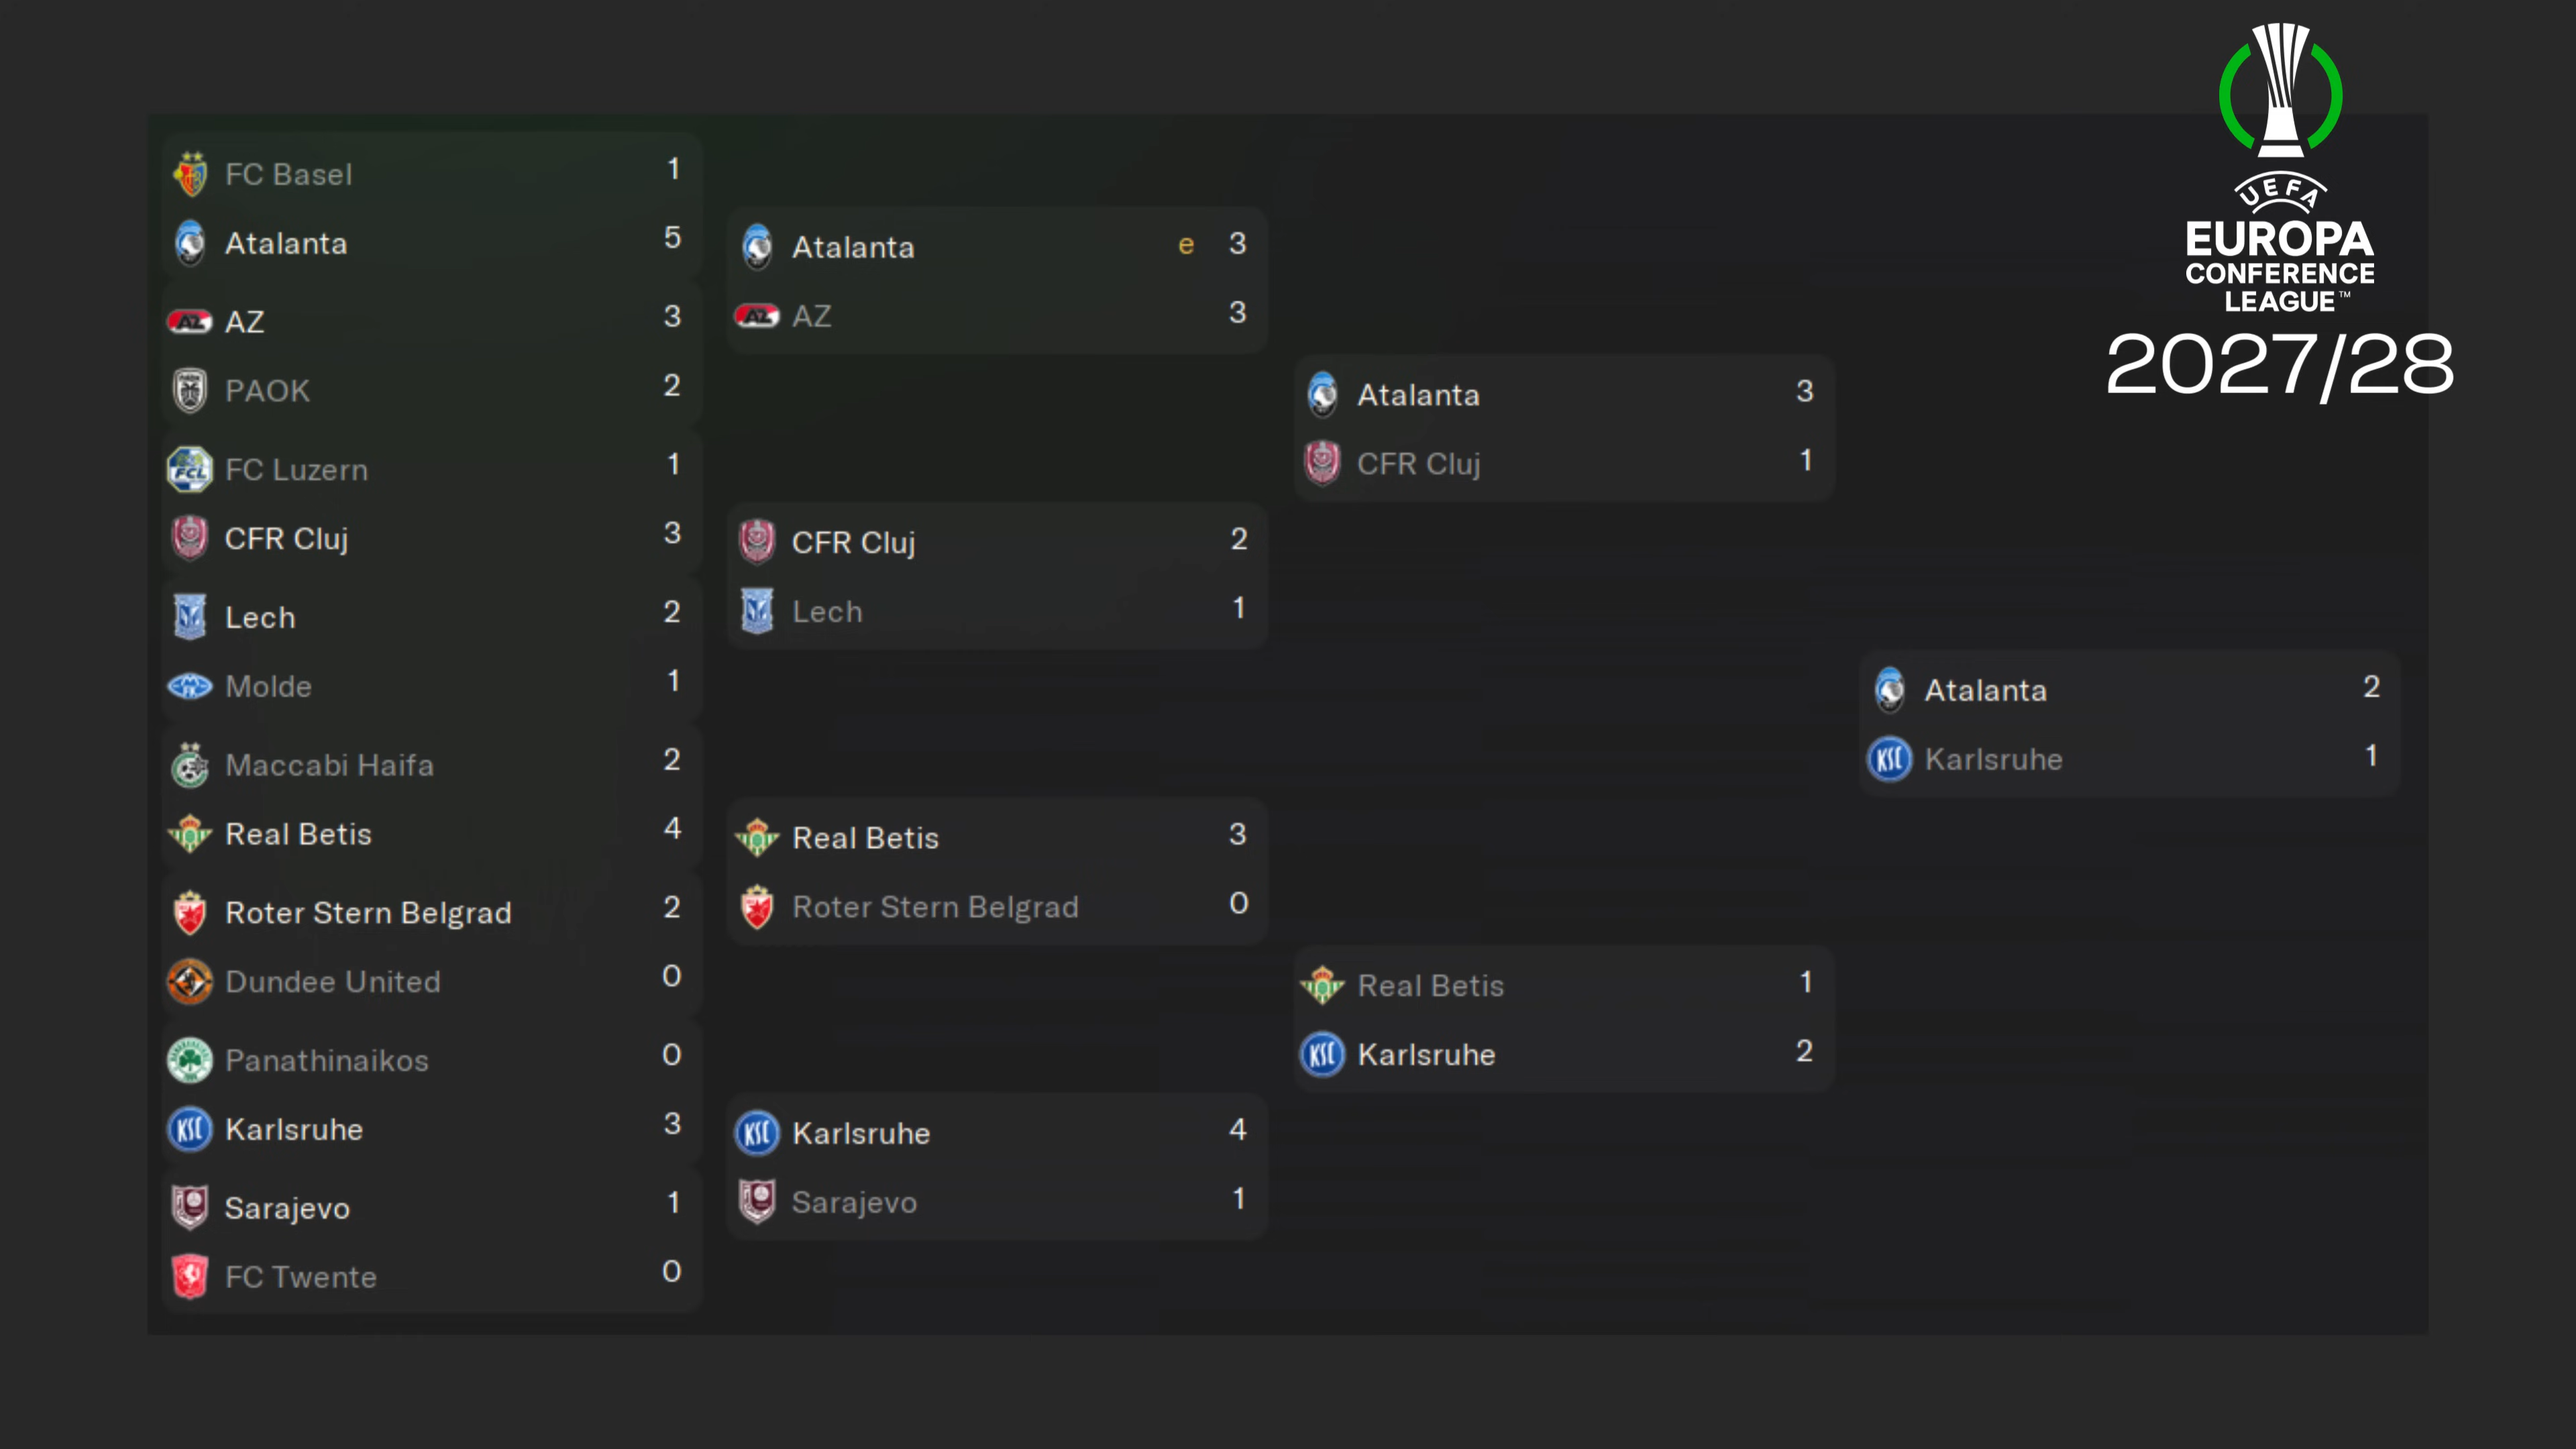 UEFA
EUROPA
CONFERENCE
LEAGUE™
2027/28
FC Basel 1
Atalanta 5
AZ 3
PAOK 2
FC Luzern 1
CFR Cluj 3
Lech 2
Molde 1
Maccabi Haifa 2
Real Betis 4
Roter Stern Belgrad 2
Dundee United 0
Panathinaikos 0
Karlsruhe 3
Sarajevo 1
FC Twente 0
Atalanta e 3
AZ 3
CFR Cluj 2
Lech 1
Real Betis 3
Roter Stern Belgrad 0
Karlsruhe 4
Sarajevo 1
Atalanta 3
CFR Cluj 1
Real Betis 1
Karlsruhe 2
Atalanta 2
Karlsruhe 1